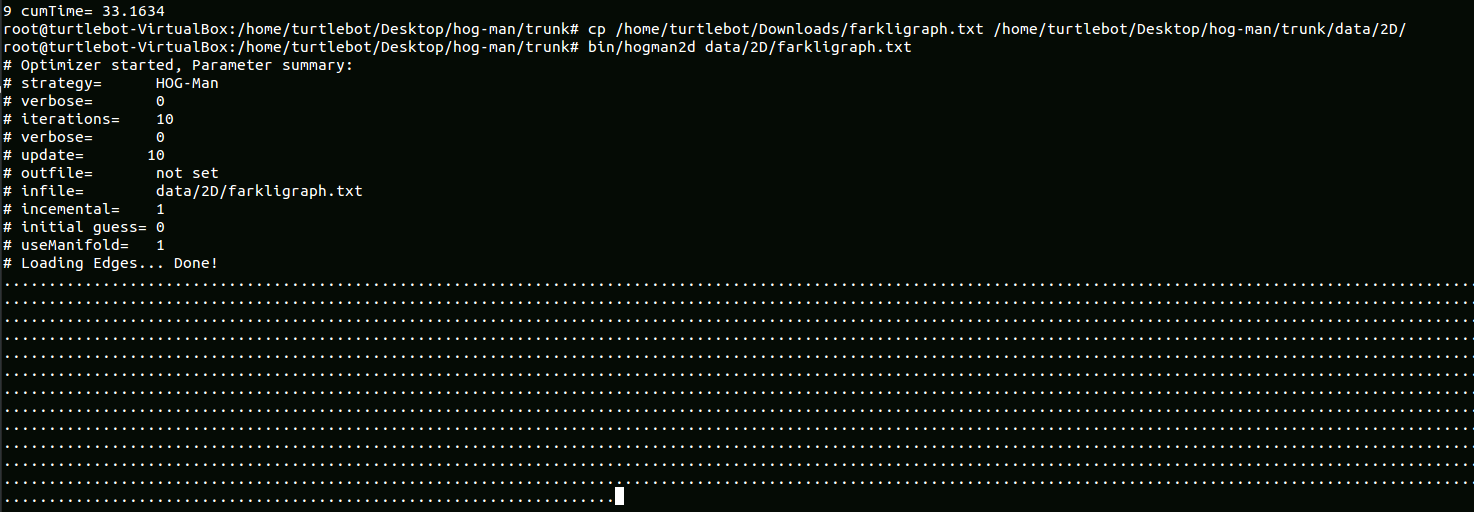 9 cumTime= 33.1634
root@turtlebot-VirtualBox:/home/turtlebot/Desktop/hog-man/trunk# cp /home/turtlebot/Downloads/farkligraph.txt /home/turtlebot/Desktop/hog-man/trunk/data/2D/
root@turtlebot-VirtualBox:/home/turtlebot/Desktop/hog-man/trunk# bin/hogman2d data/2D/farkligraph.txt
# Optimizer started, Parameter summary:
# strategy=      HOG-Man
# verbose=       0
# iterations=    10
# verbose=       0
# update=       10
# outfile=       not set
# infile=        data/2D/farkligraph.txt
# incemental=    1
# initial guess= 0
# useManifold=   1
# Loading Edges... Done!
...................................................................................................................................................................
...................................................................................................................................................................
...................................................................................................................................................................
...................................................................................................................................................................
...................................................................................................................................................................
...................................................................................................................................................................
...................................................................................................................................................................
...................................................................................................................................................................
...................................................................................................................................................................
...................................................................................................................................................................
...................................................................................................................................................................
...................................................................................................................................................................
....................................................................